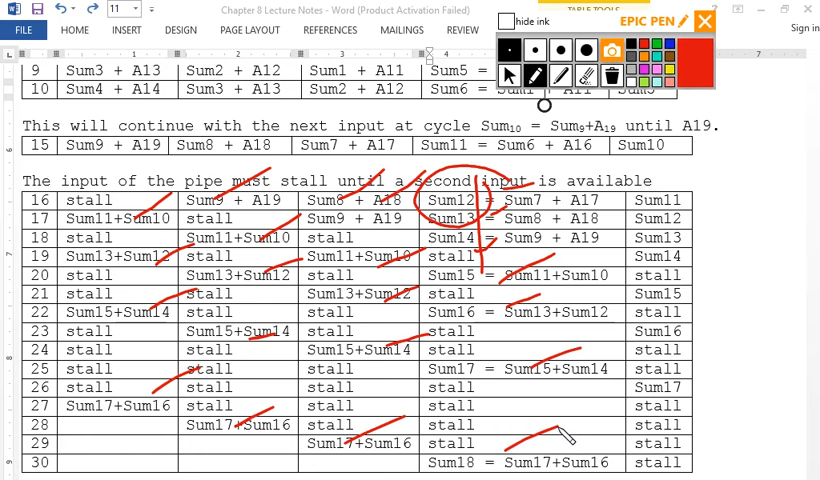 Chapter 8 Lecture Notes - Word (Product Activation Failed)
TABLE TOOLS
11
hide ink
EPIC PEN
FILE HOME INSERT DESIGN PAGE LAYOUT REFERENCES MAILINGS
Sign in
9 Sum3 + A13 Sum2 + A12 Sum1 + A11 Sum5 =
10 Sum4 + A14 Sum3 + A13 Sum2 + A12 Sum6 =
This will continue with the next input at cycle Sum10 = Sum9+A19 until A19.
15 Sum9 + A19 Sum8 + A18 Sum7 + A17 Sum11 = Sum6 + A16 Sum10
The input of the pipe must stall until a second input is available
16 stall Sum9 + A19 Sum8 + A18 Sum12 = Sum7 + A17 Sum11
17 Sum11+Sum10 stall Sum9 + A19 Sum13 = Sum8 + A18 Sum12
18 stall Sum11+Sum10 stall Sum14 = Sum9 + A19 Sum13
19 Sum13+Sum12 stall Sum11+Sum10 stall Sum14
20 stall Sum13+Sum12 stall Sum15 = Sum11+Sum10 stall
21 stall stall Sum13+Sum12 stall Sum15
22 Sum15+Sum14 stall stall Sum16 = Sum13+Sum12 stall
23 stall Sum15+Sum14 stall stall Sum16
24 stall stall Sum15+Sum14 stall stall
25 stall stall stall Sum17 = Sum15+Sum14 stall
26 stall stall stall stall Sum17
27 Sum17+Sum16 stall stall stall stall
28 Sum17+Sum16 stall stall stall
29 Sum17+Sum16 stall stall
30 Sum18 = Sum17+Sum16 stall